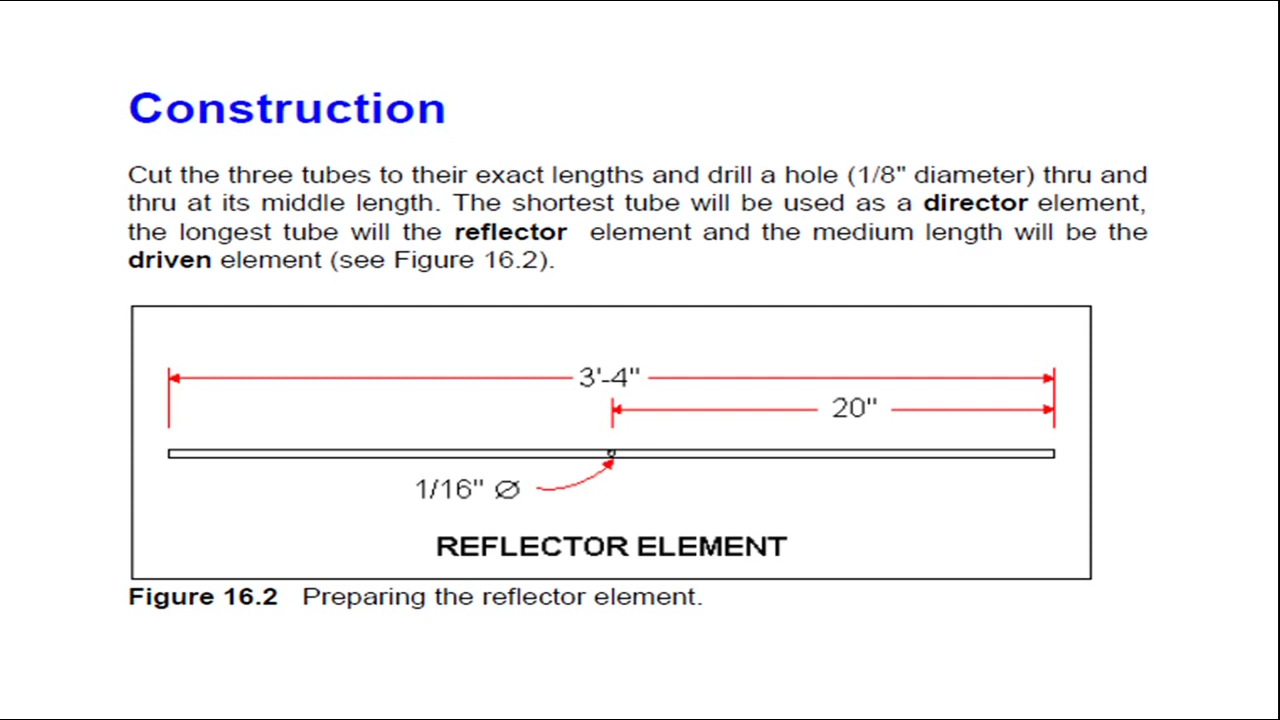 Construction
Cut the three tubes to their exact lengths and drill a hole (1/8" diameter) thru and
thru at its middle length. The shortest tube will be used as a director element,
the longest tube will the reflector element and the medium length will be the
driven element (see Figure 16.2).
3'-4"
20"
1/16" ∅
REFLECTOR ELEMENT
Figure 16.2 Preparing the reflector element.